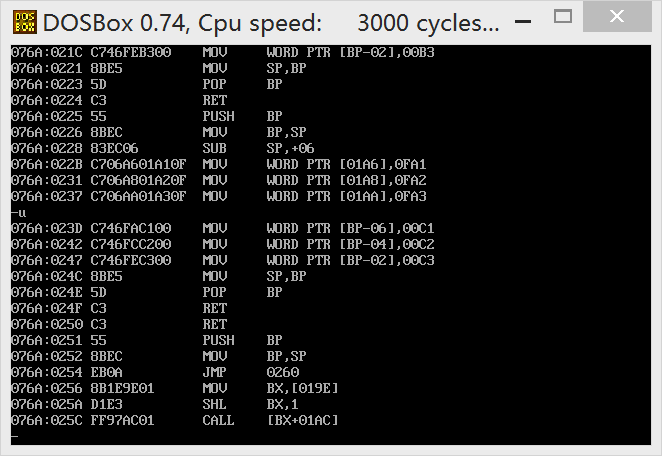 DOS BOX DOSBox 0.74, Cpu speed: 3000 cycles...
076A:021C C746FEB300 MOV WORD PTR [BP-02],00B3
076A:0221 8BE5 MOV SP,BP
076A:0223 5D POP BP
076A:0224 C3 RET
076A:0225 55 PUSH BP
076A:0226 8BEC MOV BP,SP
076A:0228 83EC06 SUB SP,+06
076A:022B C706A601A10F MOV WORD PTR [01A6],0FA1
076A:0231 C706A801A20F MOV WORD PTR [01A8],0FA2
076A:0237 C706AA01A30F MOV WORD PTR [01AA],0FA3
-u
076A:023D C746FAC100 MOV WORD PTR [BP-06],00C1
076A:0242 C746FCC200 MOV WORD PTR [BP-04],00C2
076A:0247 C746FEC300 MOV WORD PTR [BP-02],00C3
076A:024C 8BE5 MOV SP,BP
076A:024E 5D POP BP
076A:024F C3 RET
076A:0250 C3 RET
076A:0251 55 PUSH BP
076A:0252 8BEC MOV BP,SP
076A:0254 EB0A JMP 0260
076A:0256 8B1E9E01 MOV BX,[019E]
076A:025A D1E3 SHL BX,1
076A:025C FF97AC01 CALL [BX+01AC]
-